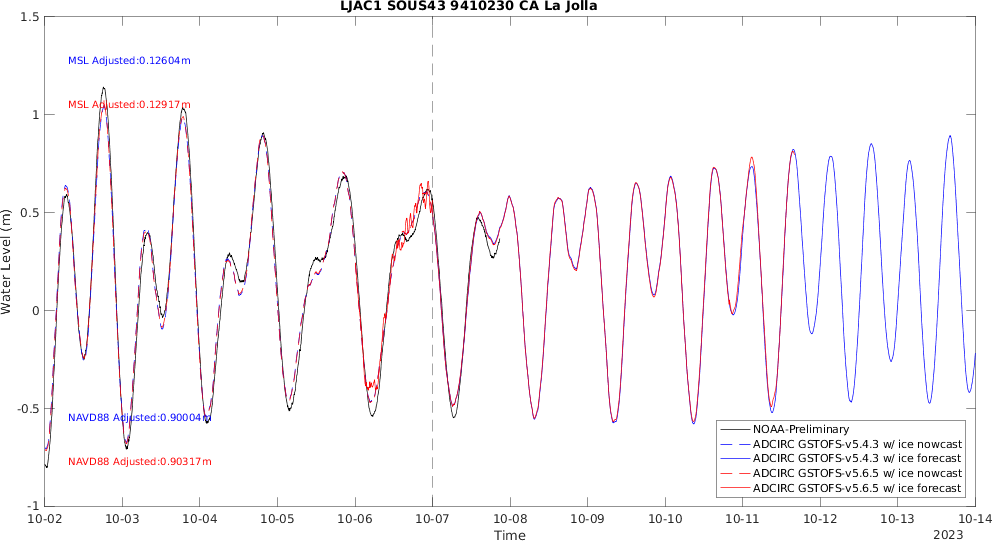 LJAC1 SOUS43 9410230 CA La Jolla
1.5
1
0.5
0
-0.5
-1
Water Level (m)
MSL Adjusted:0.12604m
MSL Adjusted:0.12917m
NAVD88 Adjusted:0.90004m
NAVD88 Adjusted:0.90317m
NOAA-Preliminary
ADCIRC GSTOFS-v5.4.3 w/ ice nowcast
ADCIRC GSTOFS-v5.4.3 w/ ice forecast
ADCIRC GSTOFS-v5.6.5 w/ ice nowcast
ADCIRC GSTOFS-v5.6.5 w/ ice forecast
10-02 10-03 10-04 10-05 10-06 10-07 10-08 10-09 10-10 10-11 10-12 10-13 10-14
Time
2023